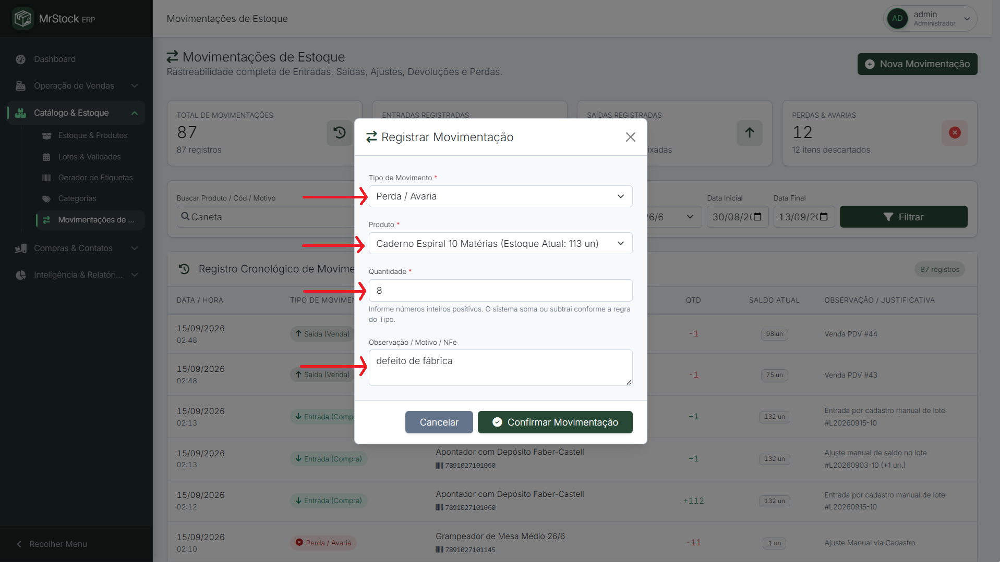 MrStock ERP
Movimentações de Estoque
AD
admin
Administrador
Dashboard
Operação de Vendas
Catálogo & Estoque
Estoque & Produtos
Lotes & Validades
Gerador de Etiquetas
Categorias
Movimentações de ...
Compras & Contatos
Inteligência & Relatóri...
Recolher Menu
Movimentações de Estoque
Rastreabilidade completa de Entradas, Saídas, Ajustes, Devoluções e Perdas.
Nova Movimentação
TOTAL DE MOVIMENTAÇÕES
87
87 registros
ENTRADAS REGISTRADAS
SAÍDAS REGISTRADAS
ixadas
PERDAS & AVARIAS
12
12 itens descartados
Buscar Produto / Cód / Motivo
Caneta
26/6
Data Inicial
30/08/20
Data Final
13/09/20
Filtrar
Registro Cronológico de Movime
87 registros
DATA / HORA
TIPO DE MOVIMEN
QTD
SALDO ATUAL
OBSERVAÇÃO / JUSTIFICATIVA
15/09/2026
02:48
Saída (Venda)
-1
98 un
Venda PDV #44
15/09/2026
02:48
Saída (Venda)
-1
75 un
Venda PDV #43
15/09/2026
02:13
Entrada (Comp
+1
132 un
Entrada por cadastro manual de lote
#L20260915-10
15/09/2026
02:13
Entrada (Compra)
Apontador com Depósito Faber-Castell
7891027101060
+1
132 un
Ajuste manual de saldo no lote
#L20260903-10 (+1 un.)
15/09/2026
02:12
Entrada (Compra)
Apontador com Depósito Faber-Castell
7891027101060
+112
132 un
Entrada por cadastro manual de lote
#L20260915-10
15/09/2026
02:10
Perda / Avaria
Grampeador de Mesa Médio 26/6
7891027101145
-11
1 un
Ajuste Manual via Cadastro
Registrar Movimentação
Tipo de Movimento *
Perda / Avaria
Produto *
Caderno Espiral 10 Matérias (Estoque Atual: 113 un)
Quantidade *
8
Informe números inteiros positivos. O sistema soma ou subtrai conforme a regra
do Tipo.
Observação / Motivo / NFe
defeito de fábrica
Cancelar
Confirmar Movimentação